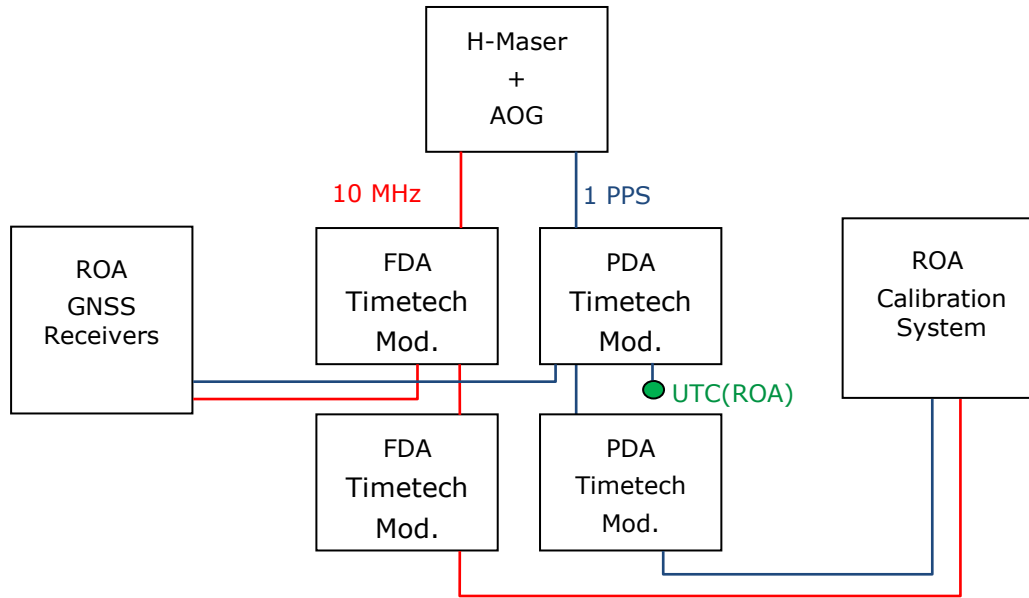 H-Maser
+
AOG
10 MHz
1 PPS
ROA
GNSS
Receivers
FDA
Timetech
Mod.
PDA
Timetech
Mod.
ROA
Calibration
System
UTC(ROA)
FDA
Timetech
Mod.
PDA
Timetech
Mod.